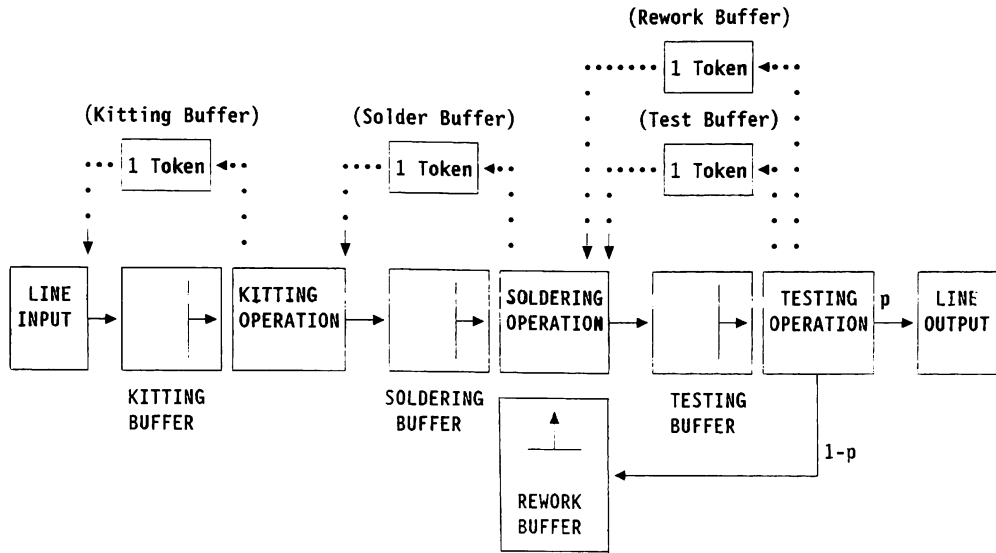 (Rework Buffer)
1 Token
(Kitting Buffer)
(Solder Buffer)
(Test Buffer)
1 Token
1 Token
1 Token
LINE
INPUT
KITTING
OPERATION
SOLDERING
OPERATION
TESTING
OPERATION
p
LINE
OUTPUT
KITTING
BUFFER
SOLDERING
BUFFER
TESTING
BUFFER
1-p
REWORK
BUFFER